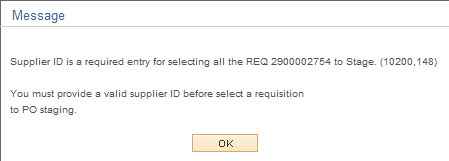 Message
Supplier ID is a required entry for selecting all the REQ 2900002754 to Stage. (10200,148)
You must provide a valid supplier ID before select a requisition
to PO staging.
OK